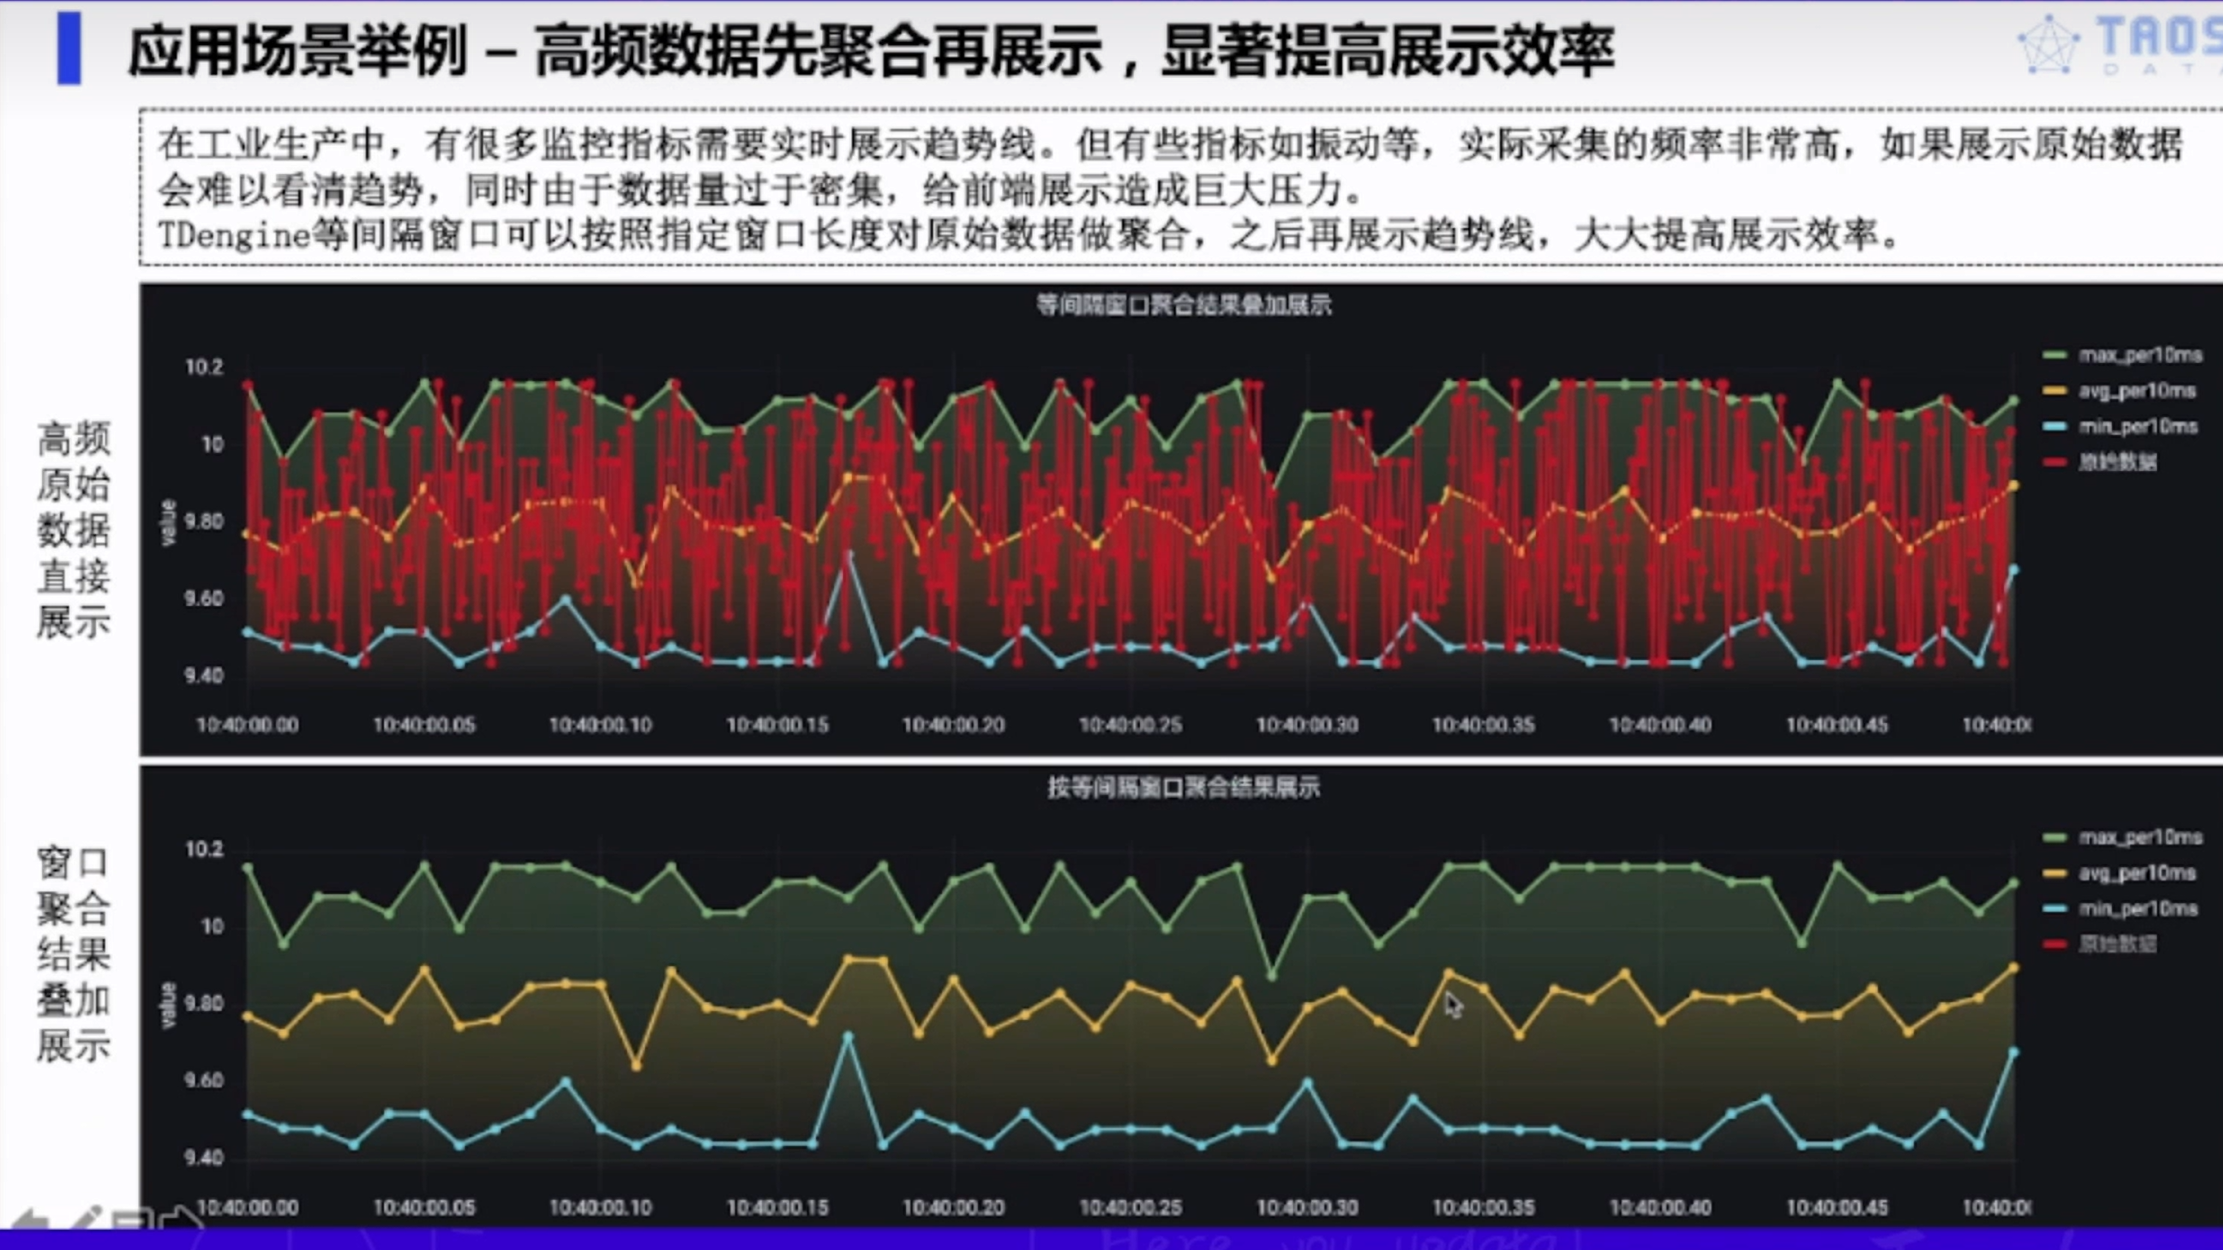 应用场景举例 – 高频数据先聚合再展示，显著提高展示效率
TAOS
DATA
在工业生产中，有很多监控指标需要实时展示趋势线。但有些指标如振动等，实际采集的频率非常高，如果展示原始数据
会难以看清趋势，同时由于数据量过于密集，给前端展示造成巨大压力。
TDengine等间隔窗口可以按照指定窗口长度对原始数据做聚合，之后再展示趋势线，大大提高展示效率。
高频
原始
数据
直接
展示
等间隔窗口聚合结果叠加展示
value
10.2
10
9.80
9.60
9.40
10:40:00.00 10:40:00.05 10:40:00.10 10:40:00.15 10:40:00.20 10:40:00.25 10:40:00.30 10:40:00.35 10:40:00.40 10:40:00.45 10:40:0
max_per10ms
avg_per10ms
min_per10ms
原始数据
窗口
聚合
结果
叠加
展示
按等间隔窗口聚合结果展示
value
10.2
10
9.80
9.60
9.40
10:40:00.00 10:40:00.05 10:40:00.10 10:40:00.15 10:40:00.20 10:40:00.25 10:40:00.30 10:40:00.35 10:40:00.40 10:40:00.45 10:40:0
max_per10ms
avg_per10ms
min_per10ms
原始数据